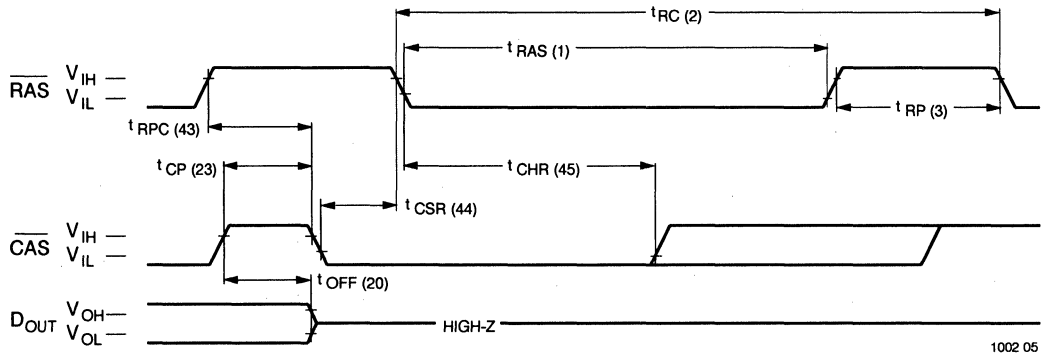 t RC (2)
t RAS (1)
RAS
V IH
V IL
t RP (3)
t RPC (43)
t CP (23)
t CHR (45)
t CSR (44)
CAS
V IH
V IL
t OFF (20)
D OUT
V OH
V OL
HIGH-Z
1002 05